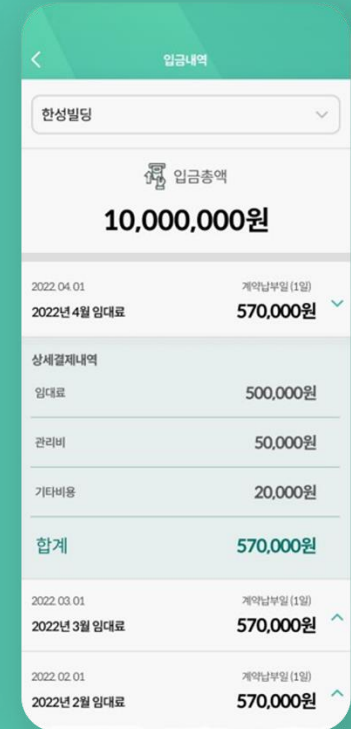 입금내역
한성빌딩
입금총액
10,000,000원
2022.04.01 계약납부일 (1일)
2022년 4월 임대료 570,000원
상세결제내역
임대료 500,000원
관리비 50,000원
기타비용 20,000원
합계 570,000원
2022.03.01 계약납부일 (1일)
2022년 3월 임대료 570,000원
2022.02.01 계약납부일 (1일)
2022년 2월 임대료 570,000원